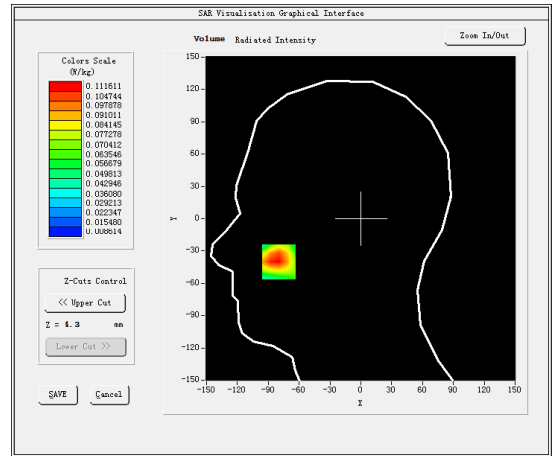 SAR Visualisation Graphical Interface
Volume Radiated Intensity
Zoom In/Out
Colors Scale
(W/kg)
0.111611
0.104744
0.097878
0.091011
0.084145
0.077278
0.070412
0.063546
0.056679
0.049813
0.042946
0.036080
0.029213
0.022347
0.015480
0.008614
Z-Cuts Control
<< Upper Cut
Z = 4.3 mm
Lower Cut >>
SAVE Cancel
150
120
90
60
30
0
-30
-60
-90
-120
-150
Y
-150 -120 -90 -60 -30 0 30 60 90 120 150
X